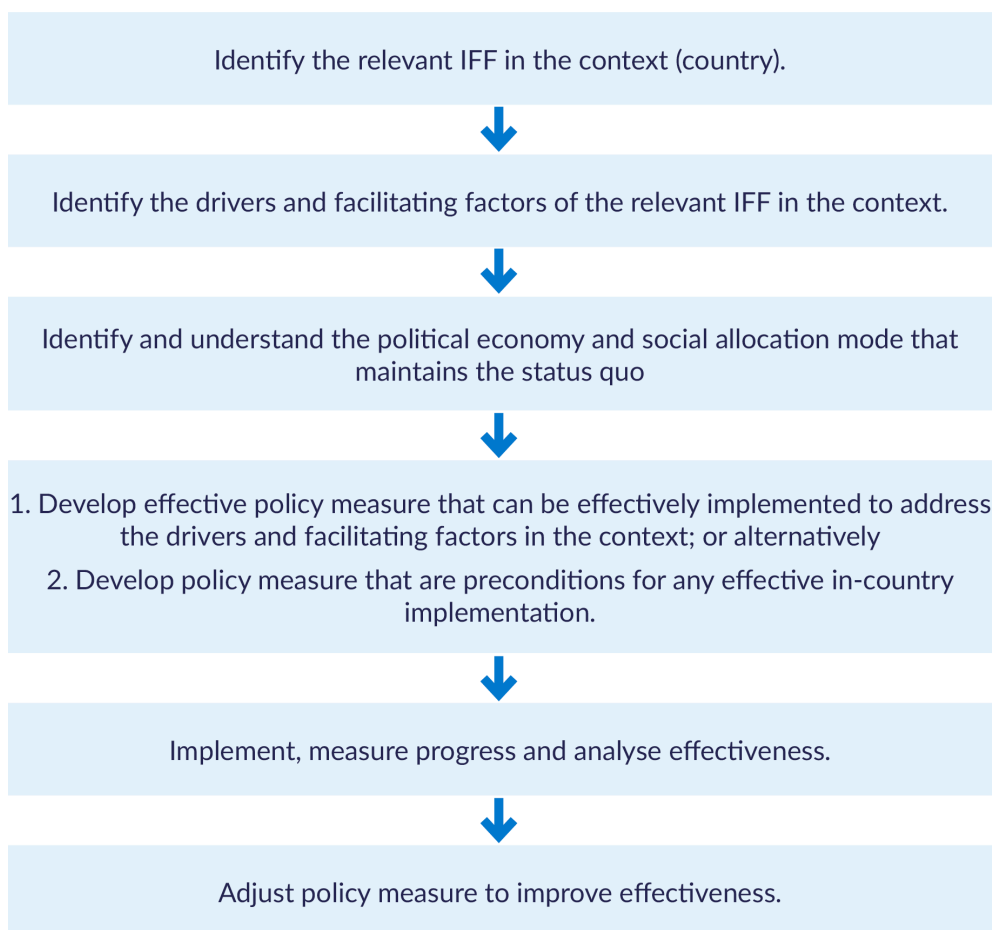 Identify the relevant IFF in the context (country).
Identify the drivers and facilitating factors of the relevant IFF in the context.
Identify and understand the political economy and social allocation mode that
maintains the status quo
1. Develop effective policy measure that can be effectively implemented to address
the drivers and facilitating factors in the context; or alternatively
2. Develop policy measure that are preconditions for any effective in-country
implementation.
Implement, measure progress and analyse effectiveness.
Adjust policy measure to improve effectiveness.